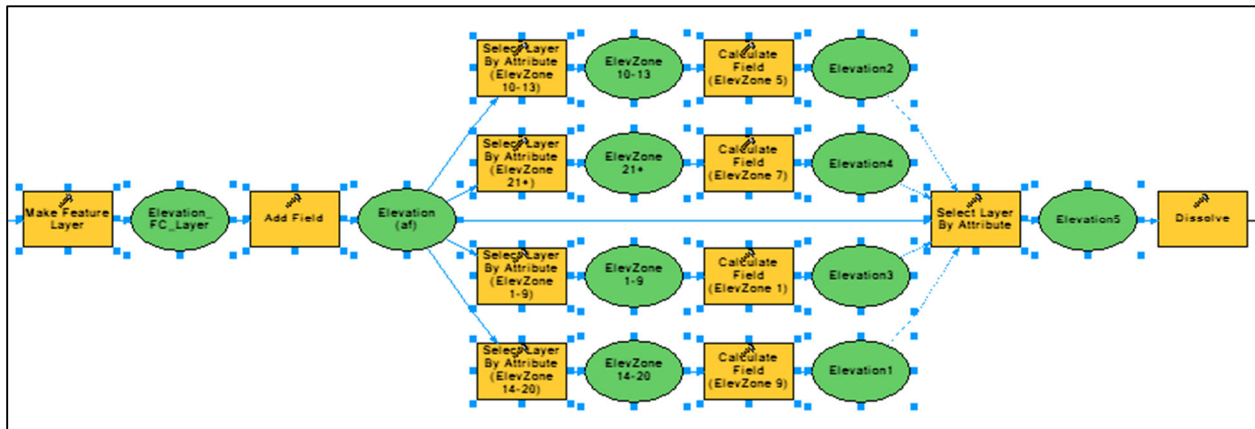 Make Feature
Layer
Elevation_
FC_Layer
Add Field
Elevation
(af)
Select Layer
By Attribute
(ElevZone
10-13)
ElevZone
10-13
Calculate
Field
(ElevZone 5)
Elevation2
Select Layer
By Attribute
(ElevZone
21+)
ElevZone
21+
Calculate
Field
(ElevZone 7)
Elevation4
Select Layer
By Attribute
(ElevZone
1-9)
ElevZone
1-9
Calculate
Field
(ElevZone 1)
Elevation3
Select Layer
By Attribute
(ElevZone
14-20)
ElevZone
14-20
Calculate
Field
(ElevZone 9)
Elevation1
Select Layer
By Attribute
Elevation5
Dissolve